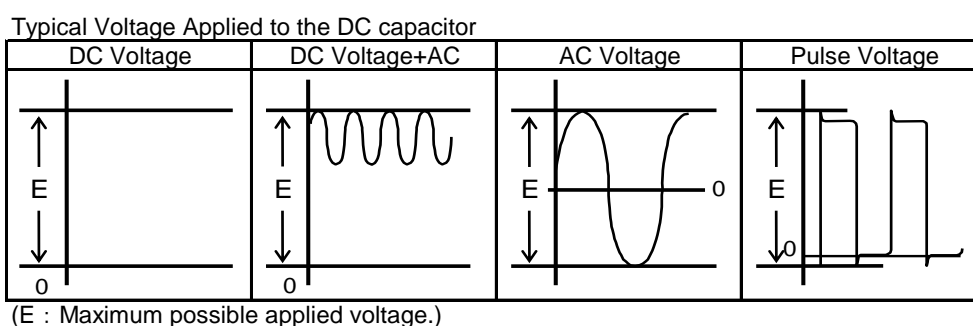 Typical Voltage Applied to the DC capacitor
DC Voltage DC Voltage+AC AC Voltage Pulse Voltage
E E E 0 E
0
0 0
(E：Maximum possible applied voltage.)